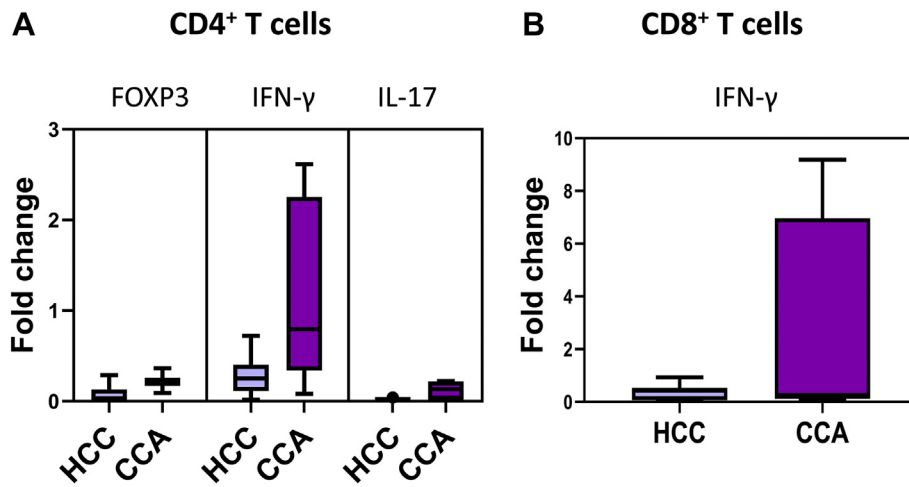 A CD4⁺ T cells
FOXP3 IFN-γ IL-17
Fold change
3
2
1
0
HCC CCA HCC CCA HCC CCA
B CD8⁺ T cells
IFN-γ
Fold change
10
8
6
4
2
0
HCC CCA